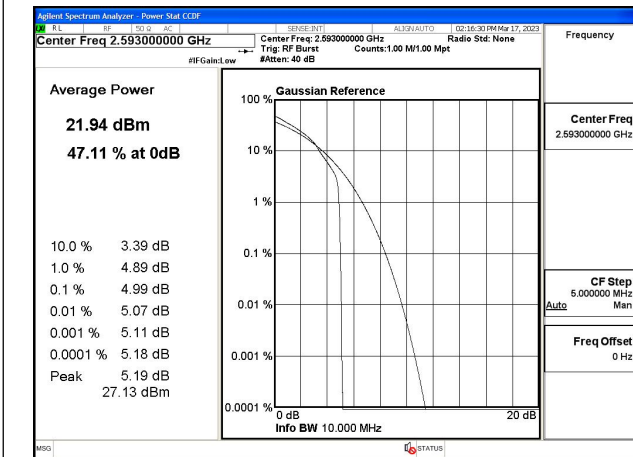 Agilent Spectrum Analyzer - Power Stat CCDF
RL RF 50 Ω AC SENSE:INT ALIGN AUTO 02:16:30 PM Mar 17, 2023
Center Freq 2.593000000 GHz
Center Freq: 2.593000000 GHz Radio Std: None
Trig: RF Burst Counts:1.00 M/1.00 Mpt
#IFGain:Low #Atten: 40 dB
Frequency
Average Power
21.94 dBm
47.11 % at 0dB
10.0 % 3.39 dB
1.0 % 4.89 dB
0.1 % 4.99 dB
0.01 % 5.07 dB
0.001 % 5.11 dB
0.0001 % 5.18 dB
Peak 5.19 dB
27.13 dBm
Gaussian Reference
100 %
10 %
1 %
0.1 %
0.01 %
0.001 %
0.0001 %
0 dB 20 dB
Info BW 10.000 MHz
Center Freq
2.593000000 GHz
CF Step
5.000000 MHz
Auto Man
Freq Offset
0 Hz
MSG STATUS